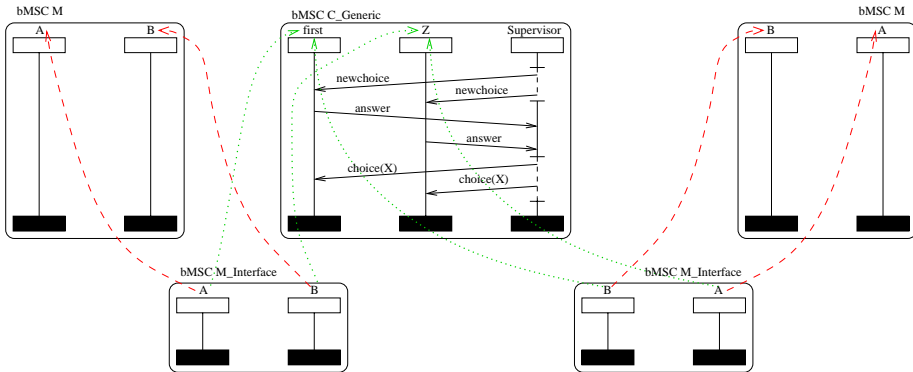 bMSC M
A
B
bMSC C_Generic
first
Z
Supervisor
newchoice
newchoice
answer
answer
choice(X)
choice(X)
bMSC M
B
A
bMSC M_Interface
A
B
bMSC M_Interface
B
A